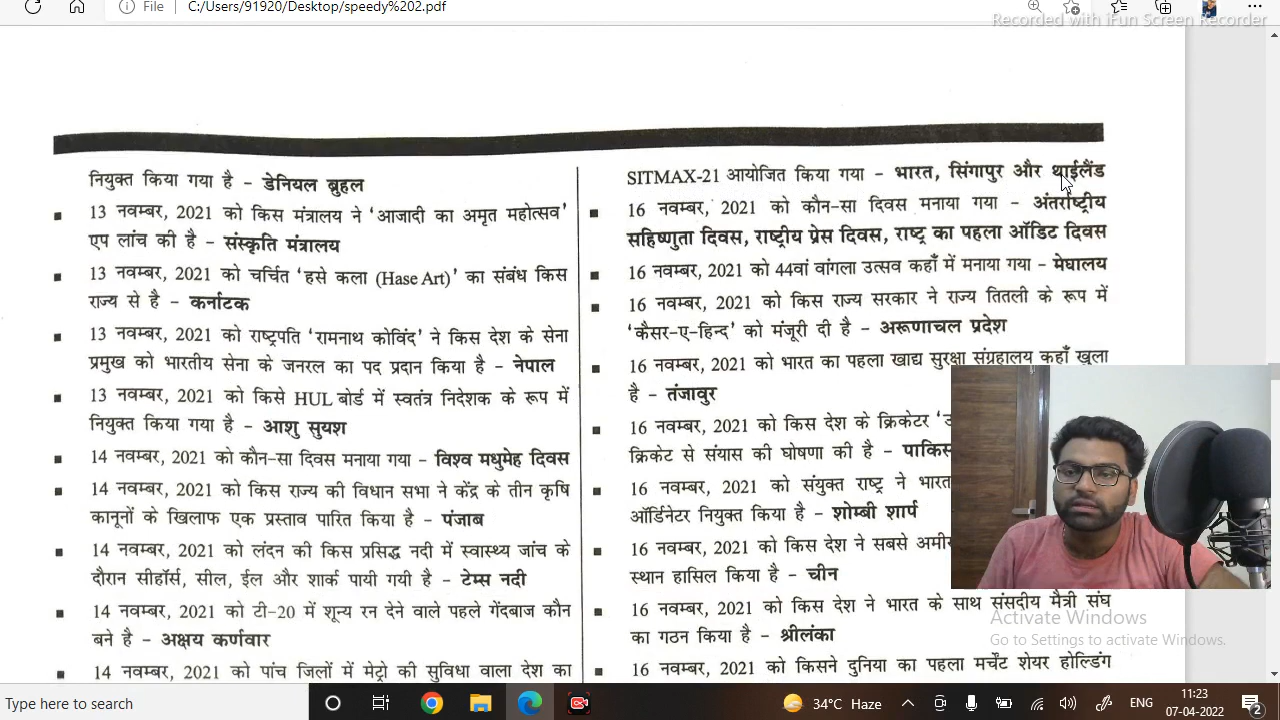 File
C:/Users/91920/Desktop/speedy%202.pdf
Recorded with iFun Screen Recorder
नियुक्त किया गया है – डेनियल ब्रुहल
13 नवम्बर, 2021 को किस मंत्रालय ने 'आजादी का अमृत महोत्सव'
एप लांच की है – संस्कृति मंत्रालय
13 नवम्बर, 2021 को चर्चित 'हसे कला (Hase Art)' का संबंध किस
राज्य से है – कर्नाटक
13 नवम्बर, 2021 को राष्ट्रपति 'रामनाथ कोविंद' ने किस देश के सेना
प्रमुख को भारतीय सेना के जनरल का पद प्रदान किया है – नेपाल
13 नवम्बर, 2021 को किसे HUL बोर्ड में स्वतंत्र निदेशक के रूप में
नियुक्त किया गया है – आशु सुयश
14 नवम्बर, 2021 को कौन-सा दिवस मनाया गया – विश्व मधुमेह दिवस
14 नवम्बर, 2021 को किस राज्य की विधान सभा ने केंद्र के तीन कृषि
कानूनों के खिलाफ एक प्रस्ताव पारित किया है – पंजाब
14 नवम्बर, 2021 को लंदन की किस प्रसिद्ध नदी में स्वास्थ्य जांच के
दौरान सीहॉर्स, सील, ईल और शार्क पायी गयी है – टेम्स नदी
14 नवम्बर, 2021 को टी-20 में शून्य रन देने वाले पहले गेंदबाज कौन
बने है – अक्षय कर्णवार
14 नवम्बर, 2021 को पांच जिलों में मेट्रो की सुविधा वाला देश का
SITMAX-21 आयोजित किया गया – भारत, सिंगापुर और थाईलैंड
16 नवम्बर, 2021 को कौन-सा दिवस मनाया गया – अंतर्राष्ट्रीय
सहिष्णुता दिवस, राष्ट्रीय प्रेस दिवस, राष्ट्र का पहला ऑडिट दिवस
16 नवम्बर, 2021 को 44वां वांगला उत्सव कहाँ में मनाया गया – मेघालय
16 नवम्बर, 2021 को किस राज्य सरकार ने राज्य तितली के रूप में
'कैसर-ए-हिन्द' को मंजूरी दी है – अरूणाचल प्रदेश
16 नवम्बर, 2021 को भारत का पहला खाद्य सुरक्षा संग्रहालय कहाँ खुला
है – तंजावुर
16 नवम्बर, 2021 को किस देश के क्रिकेटर
क्रिकेट से संयास की घोषणा की है –
16 नवम्बर, 2021 को संयुक्त राष्ट्र ने भारत
ऑर्डिनेटर नियुक्त किया है – शोम्बी शार्प
16 नवम्बर, 2021 को किस देश ने सबसे
स्थान हासिल किया है – चीन
16 नवम्बर, 2021 को किस देश ने भारत के साथ संसदीय मैत्री संघ
का गठन किया है – श्रीलंका
16 नवम्बर, 2021 को किसने दुनिया का पहला मर्चेंट शेयर होल्डिंग
Activate Windows
Go to Settings to activate Windows.
Type here to search
34°C Haze
ENG
11:23
07-04-2022
2